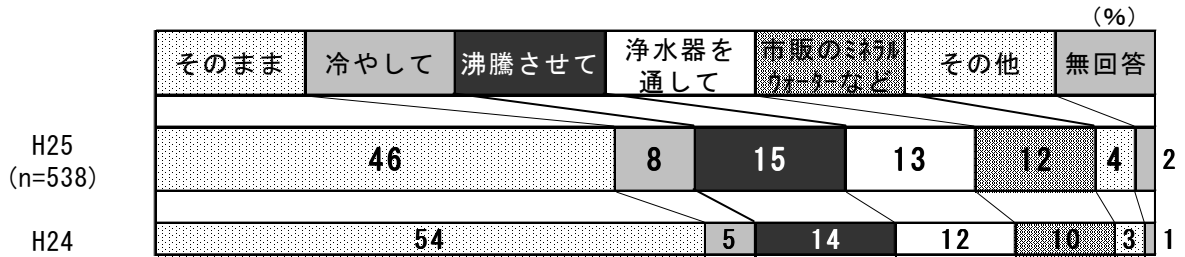 (%)
そのまま 冷やして 沸騰させて 浄水器を通して 市販のミネラルウォーターなど その他 無回答
H25 46 8 15 13 12 4 2
(n=538)
H24 54 5 14 12 10 3 1